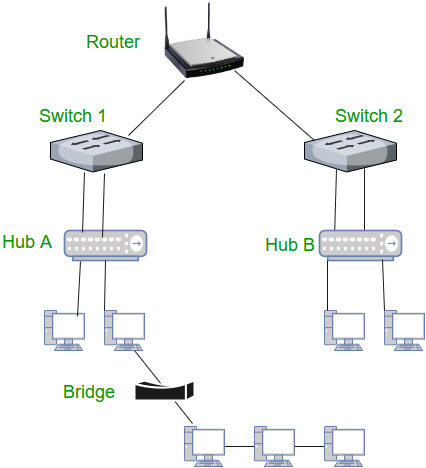 Router
Switch 1
Switch 2
Hub A
Hub B
Bridge